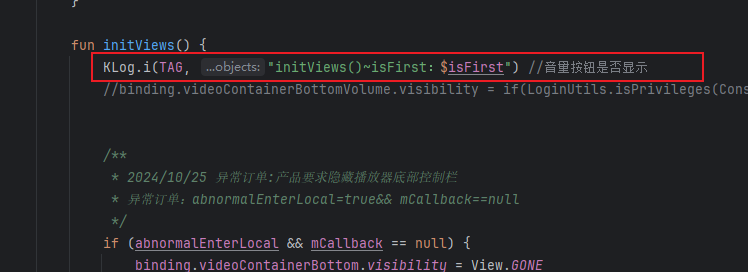 }
fun initViews() {
KLog.i(TAG, ...objects: "initViews()~isFirst: $isFirst") //音量按钮是否显示
//binding.videoContainerBottomVolume.visibility = if(LoginUtils.isPrivileges(Cons
/**
* 2024/10/25 异常订单:产品要求隐藏播放器底部控制栏
* 异常订单：abnormalEnterLocal=true&& mCallback==null
*/
if (abnormalEnterLocal && mCallback == null) {
binding.videoContainerBottom.visibility = View.GONE